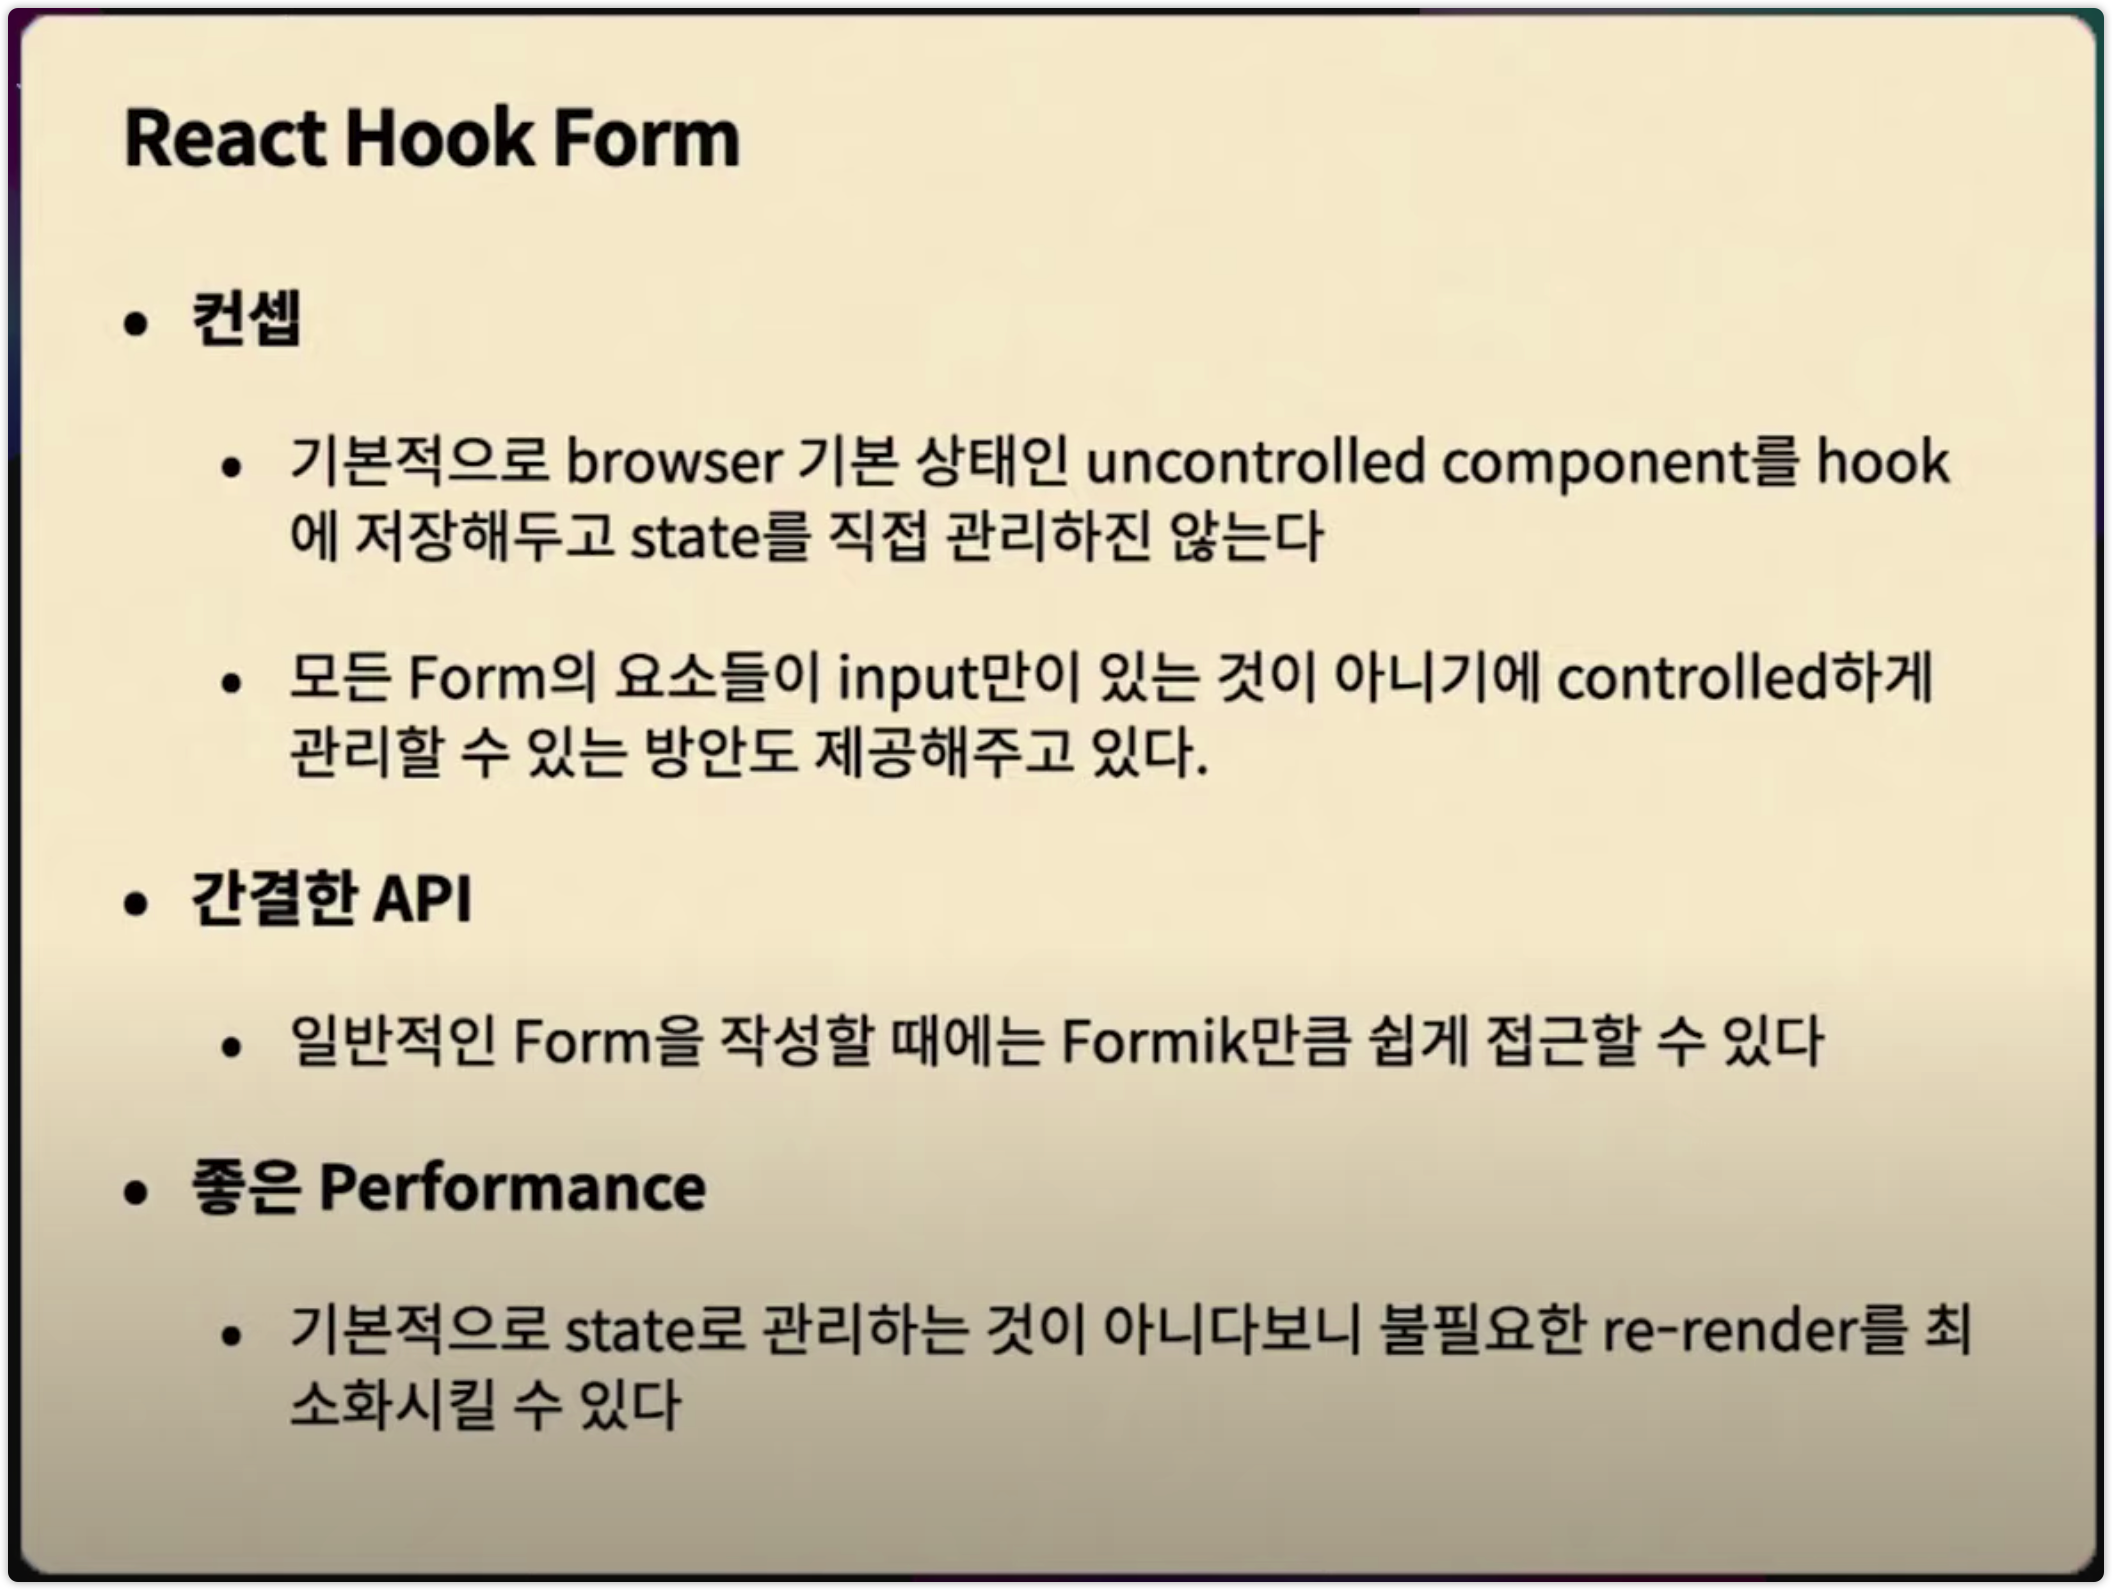 React Hook Form
• 컨셉
• 기본적으로 browser 기본 상태인 uncontrolled component를 hook
에 저장해두고 state를 직접 관리하진 않는다
• 모든 Form의 요소들이 input만이 있는 것이 아니기에 controlled하게
관리할 수 있는 방안도 제공해주고 있다.
• 간결한 API
• 일반적인 Form을 작성할 때에는 Formik만큼 쉽게 접근할 수 있다
• 좋은 Performance
• 기본적으로 state로 관리하는 것이 아니다보니 불필요한 re-render를 최
소화시킬 수 있다